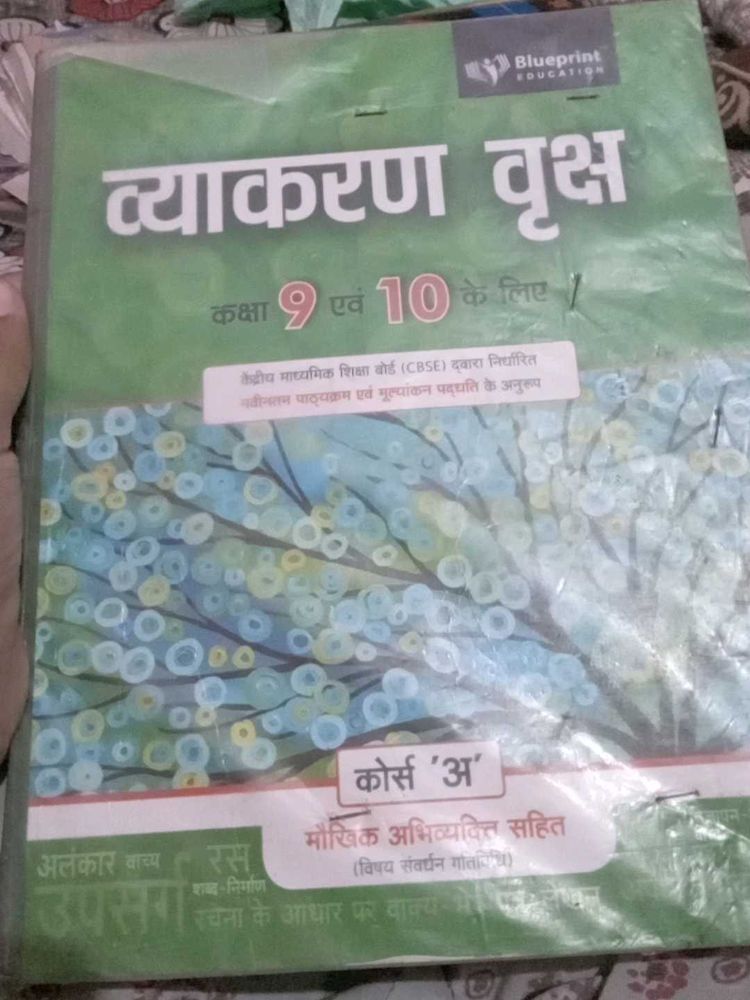 Blueprint
EDUCATION
व्याकरण वृक्ष
कक्षा 9 एवं 10 के लिए
केंद्रीय माध्यमिक शिक्षा बोर्ड (CBSE) द्वारा निर्धारित
नवीनतम पाठ्यक्रम एवं मूल्यांकन पद्धति के अनुरूप
कोर्स 'अ'
मौखिक अभिव्यक्ति सहित
(विषय संवर्धन गतिविधि)
अलंकार वाच्य रस
उपसर्ग शब्द-निर्माण
रचना के आधार पर वाक्य